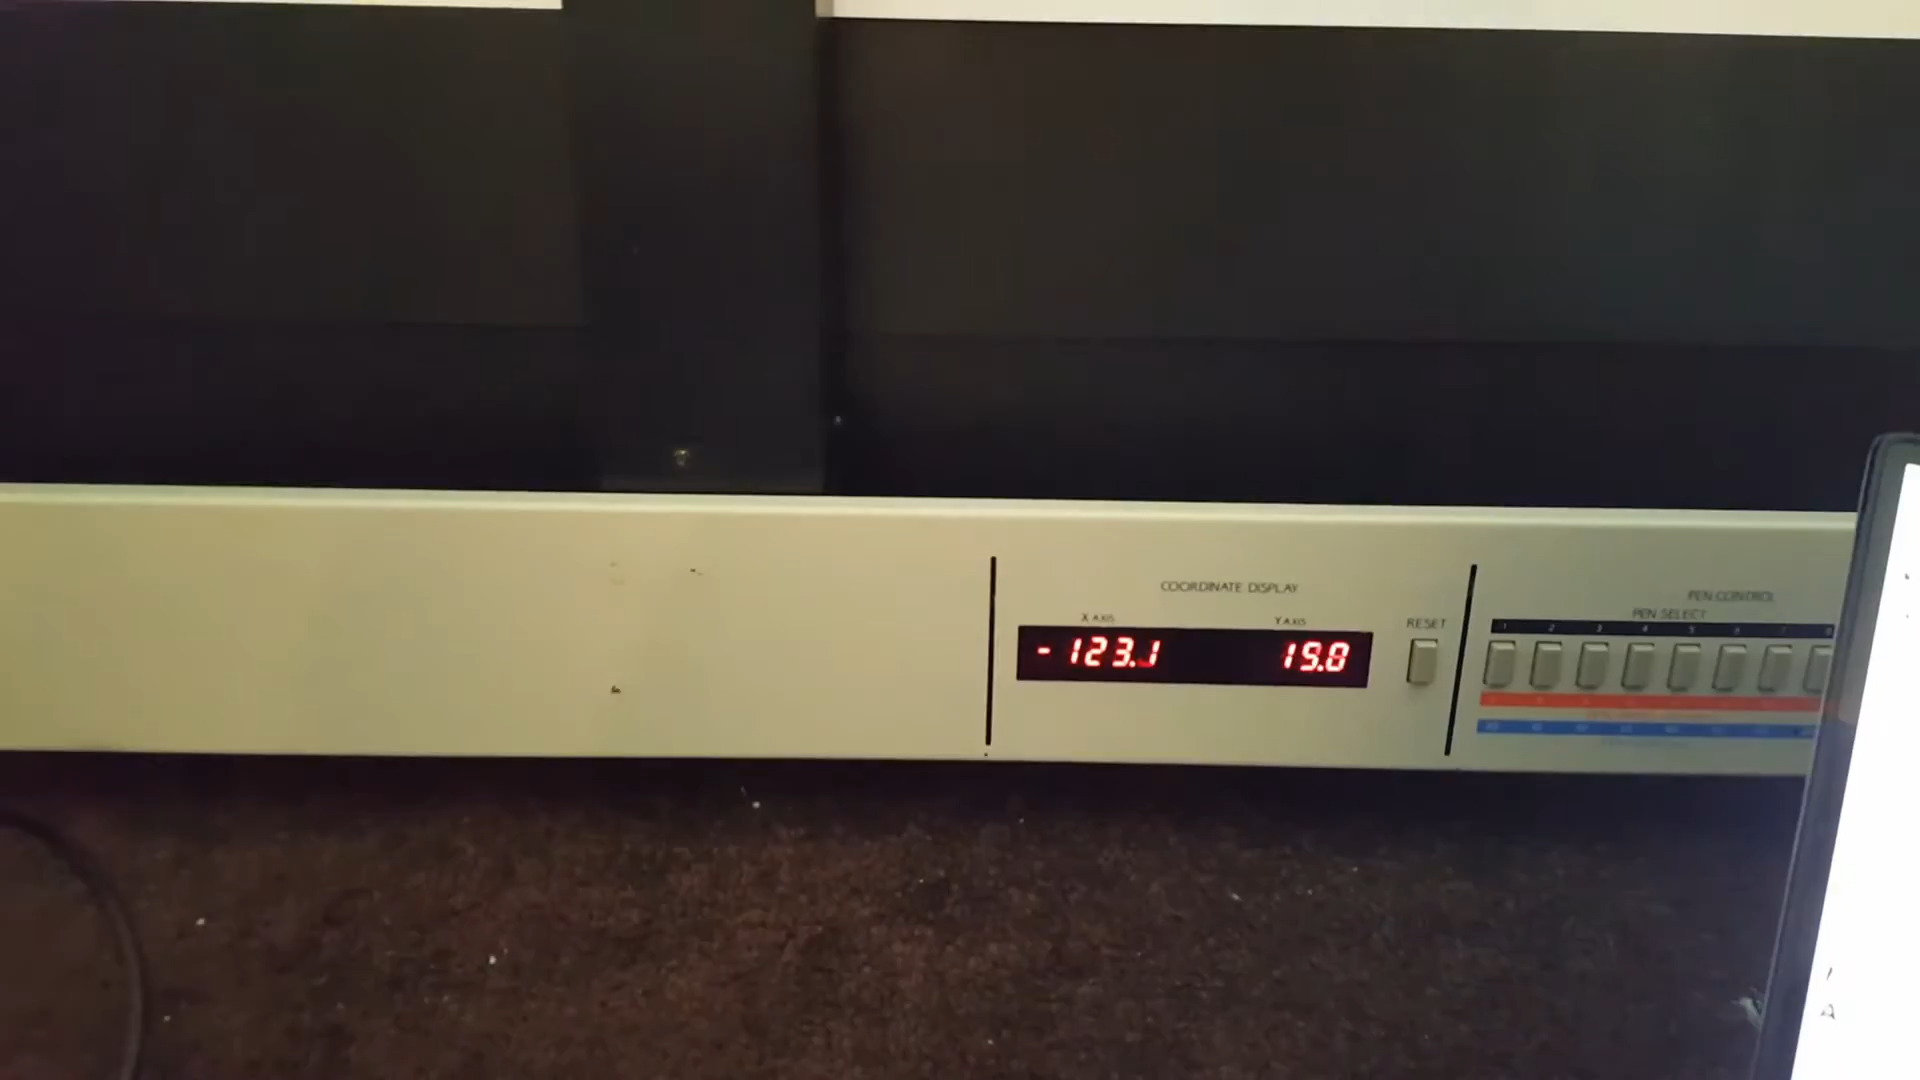 COORDINATE DISPLAY
X AXIS Y AXIS RESET
-123.1 15.8
PEN CONTROL
PEN SELECT
1 2 3 4 5 6 7 8